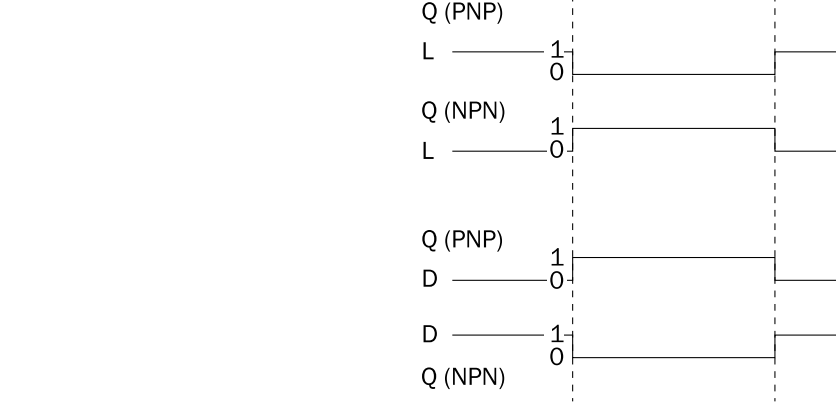 Q (PNP)
L 1
0
Q (NPN)
1
L 0
Q (PNP)
1
D 0
D 1
0
Q (NPN)